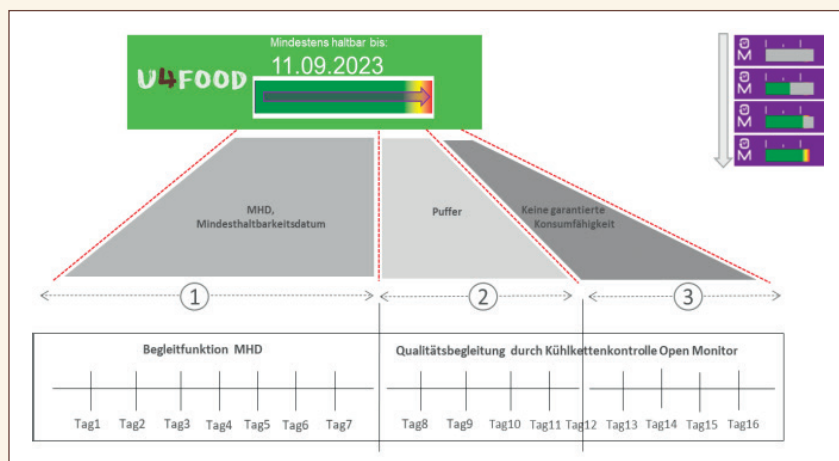 Mindestens haltbar bis:
11.09.2023
U4FOOD
MHD,
Mindesthaltbarkeitsdatum
Puffer
Keine garantierte
Konsumfähigkeit
1
2
3
Begleitfunktion MHD
Qualitätsbegleitung durch Kühlkettenkontrolle Open Monitor
Tag1 Tag2 Tag3 Tag4 Tag5 Tag6 Tag7 Tag8 Tag9 Tag10 Tag11 Tag12 Tag13 Tag14 Tag15 Tag16